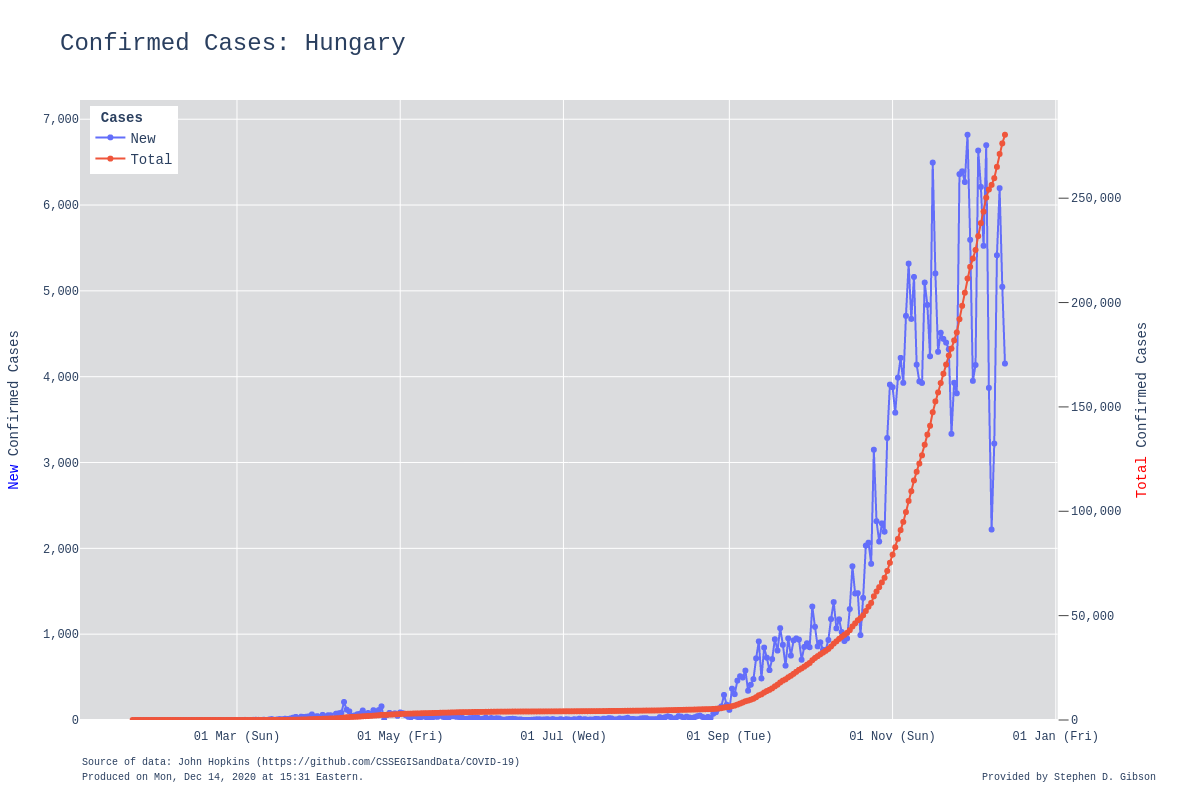 Confirmed Cases: Hungary
Cases
New
Total
7,000
6,000
5,000
4,000
3,000
2,000
1,000
0
New Confirmed Cases
250,000
200,000
150,000
100,000
50,000
0
Total Confirmed Cases
01 Mar (Sun)
01 May (Fri)
01 Jul (Wed)
01 Sep (Tue)
01 Nov (Sun)
01 Jan (Fri)
Source of data: John Hopkins (https://github.com/CSSEGISandData/COVID-19)
Produced on Mon, Dec 14, 2020 at 15:31 Eastern.
Provided by Stephen D. Gibson